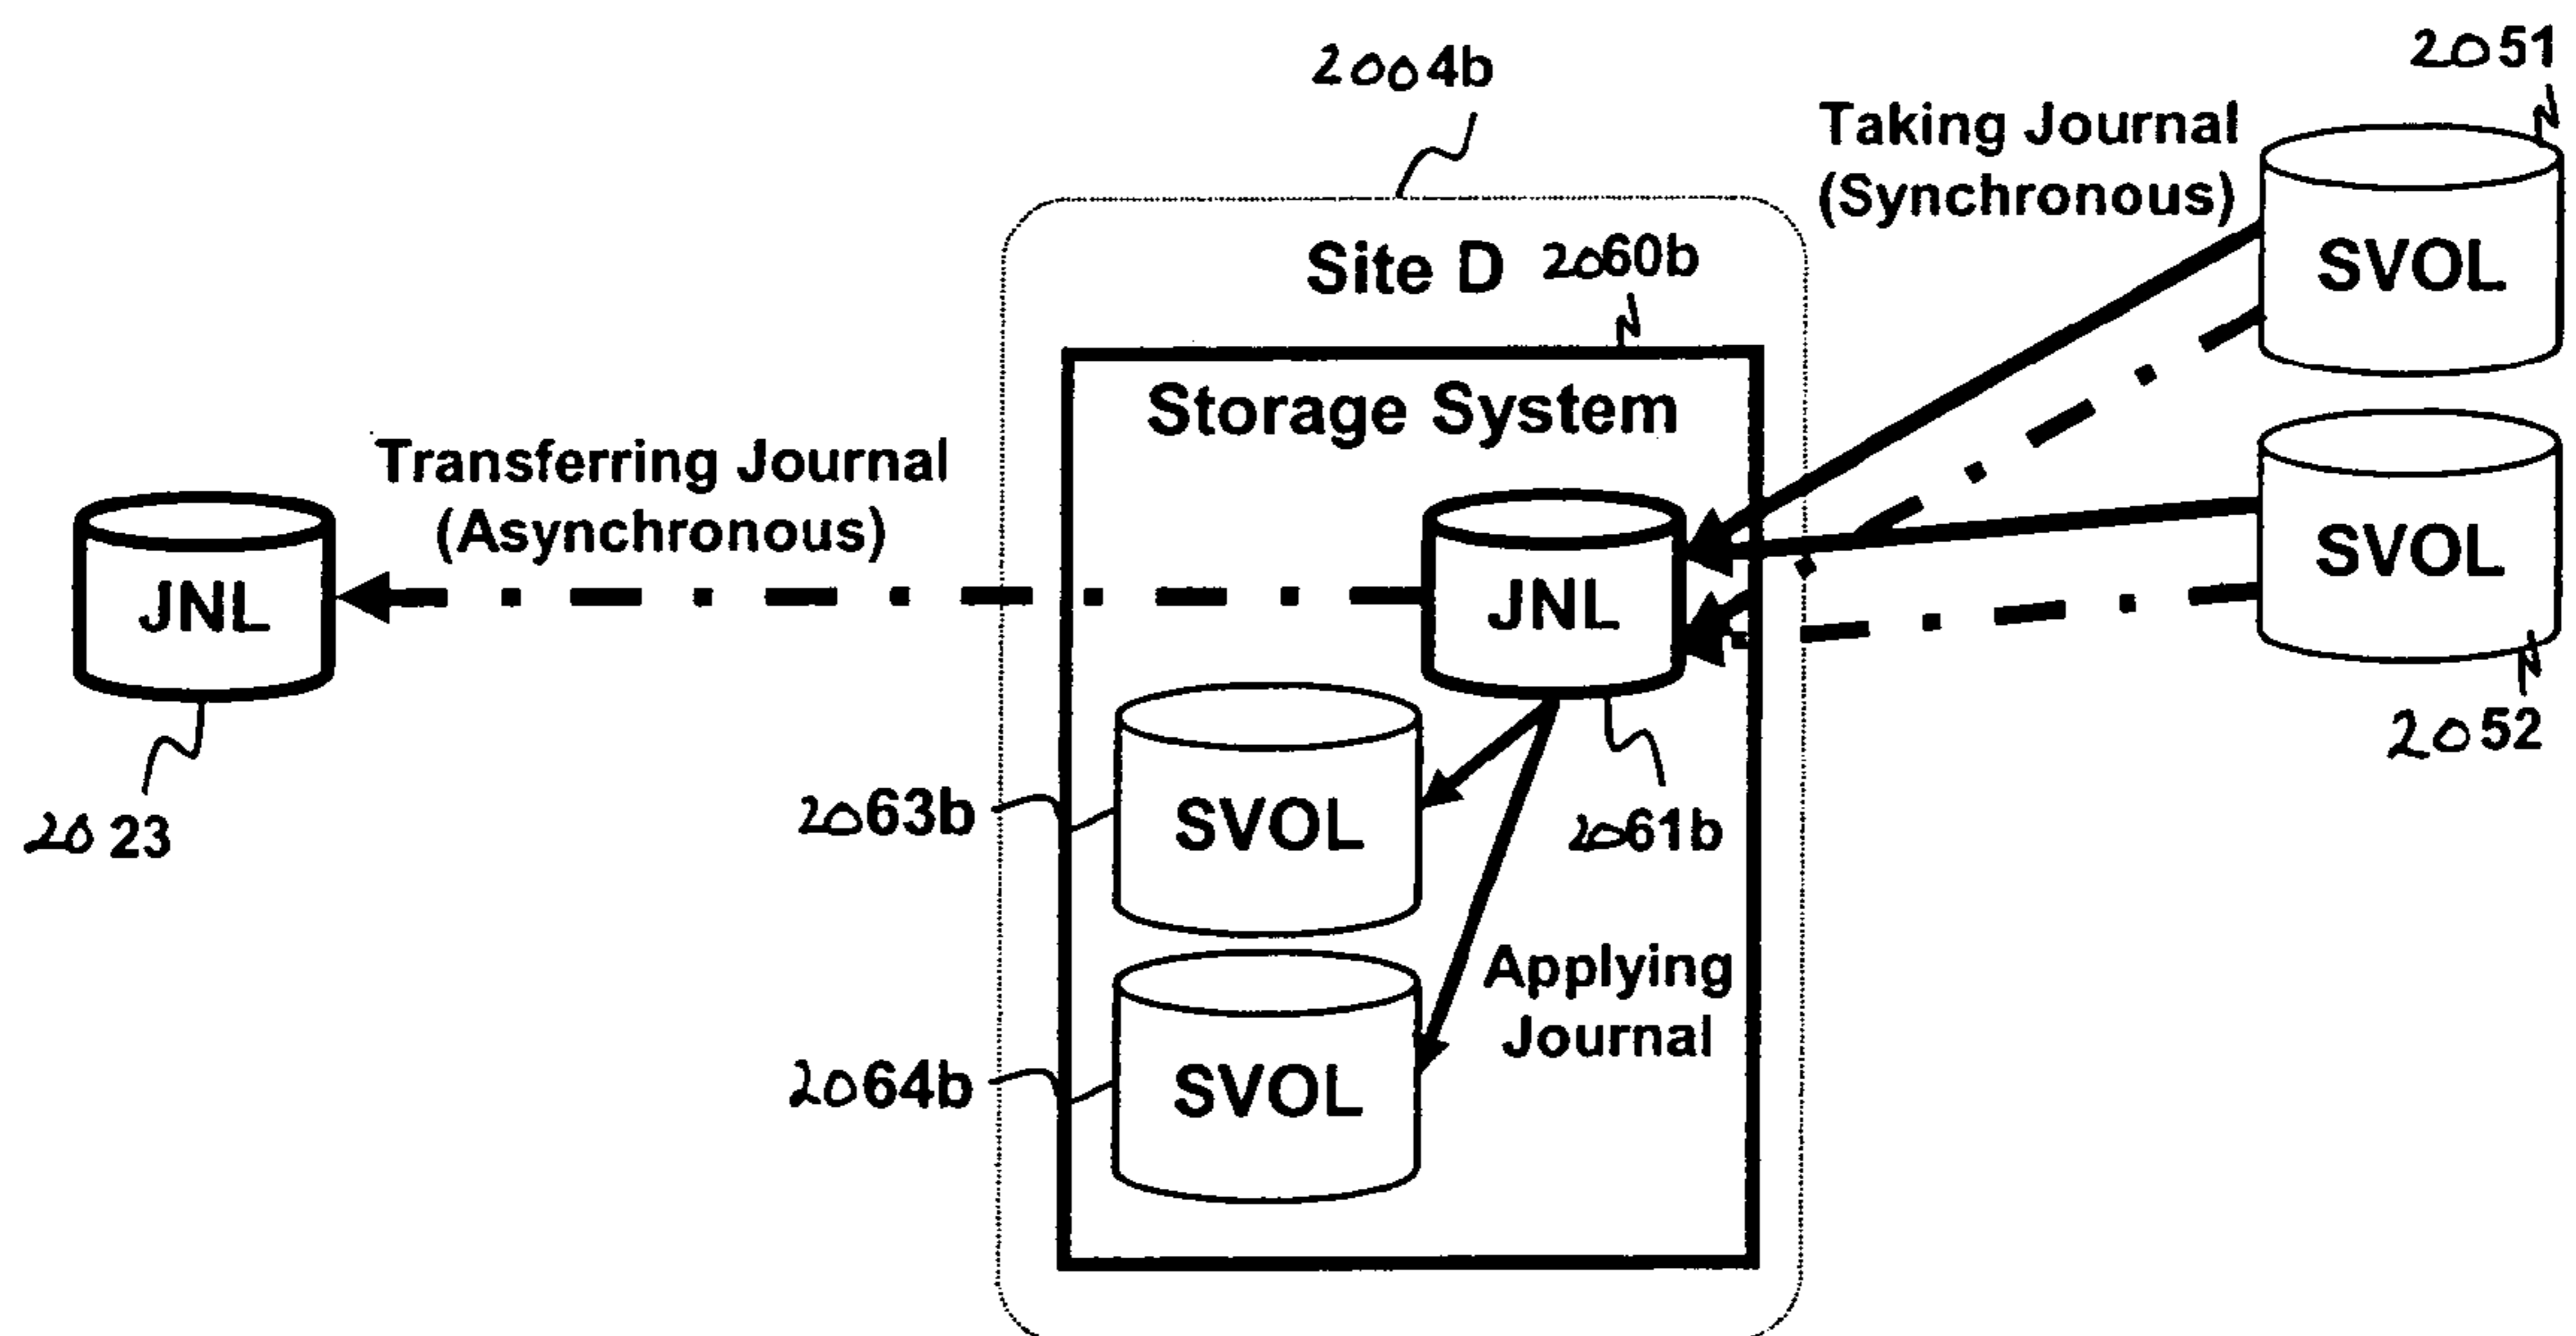 2004b
2051
Taking Journal
(Synchronous)
SVOL
Site D 2060b
Storage System
Transferring Journal
(Asynchronous)
JNL
JNL
SVOL
2052
2023
2063b
SVOL
2061b
Applying
Journal
2064b
SVOL